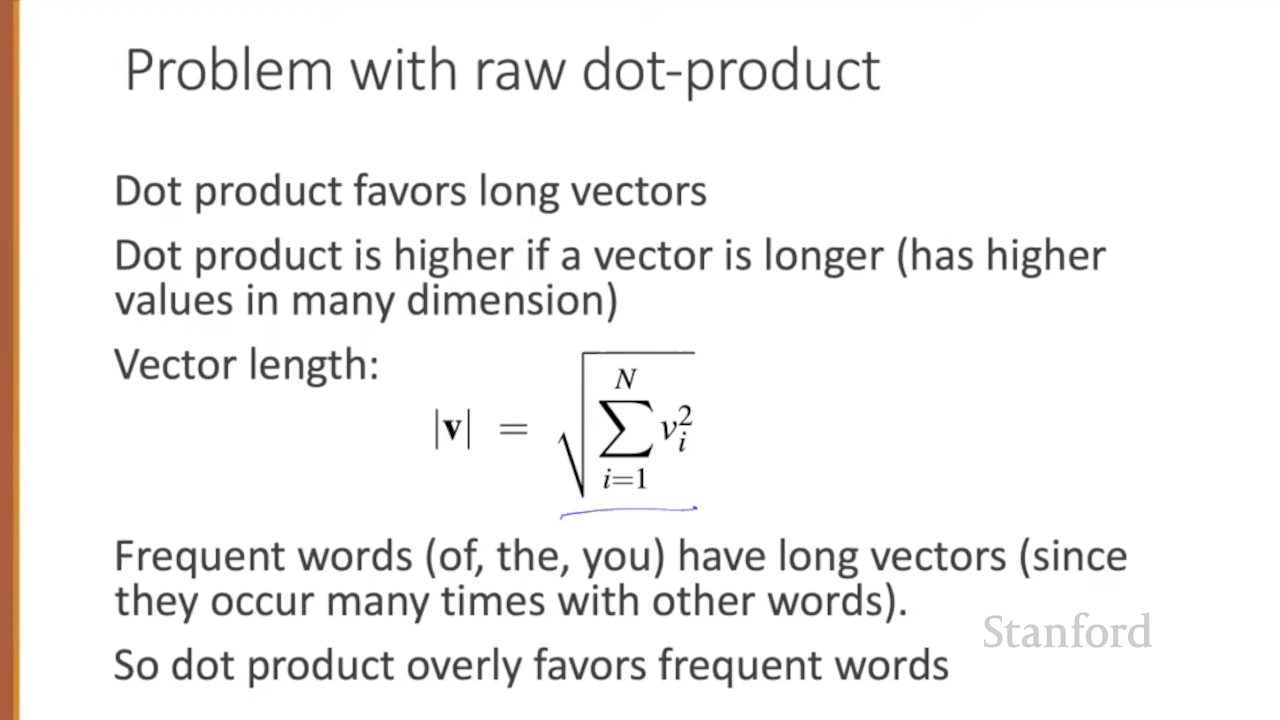 Problem with raw dot-product
Dot product favors long vectors
Dot product is higher if a vector is longer (has higher
values in many dimension)
Vector length:
|v| = √∑_{i=1}^{N} v_i^2
Frequent words (of, the, you) have long vectors (since
they occur many times with other words).
Stanford
So dot product overly favors frequent words